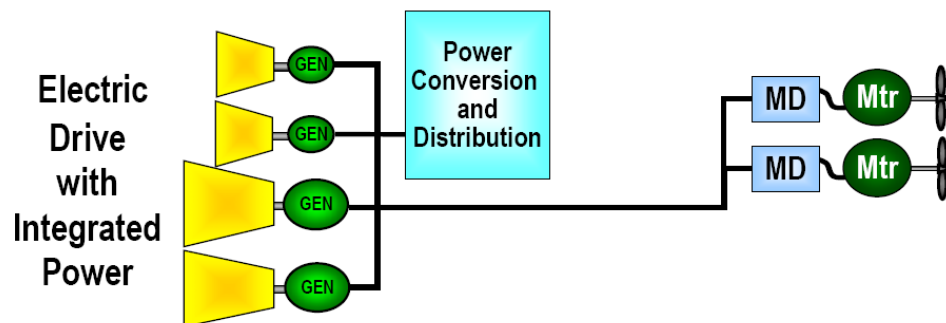 Electric
Drive
with
Integrated
Power
GEN
GEN
GEN
GEN
Power
Conversion
and
Distribution
MD
Mtr
MD
Mtr